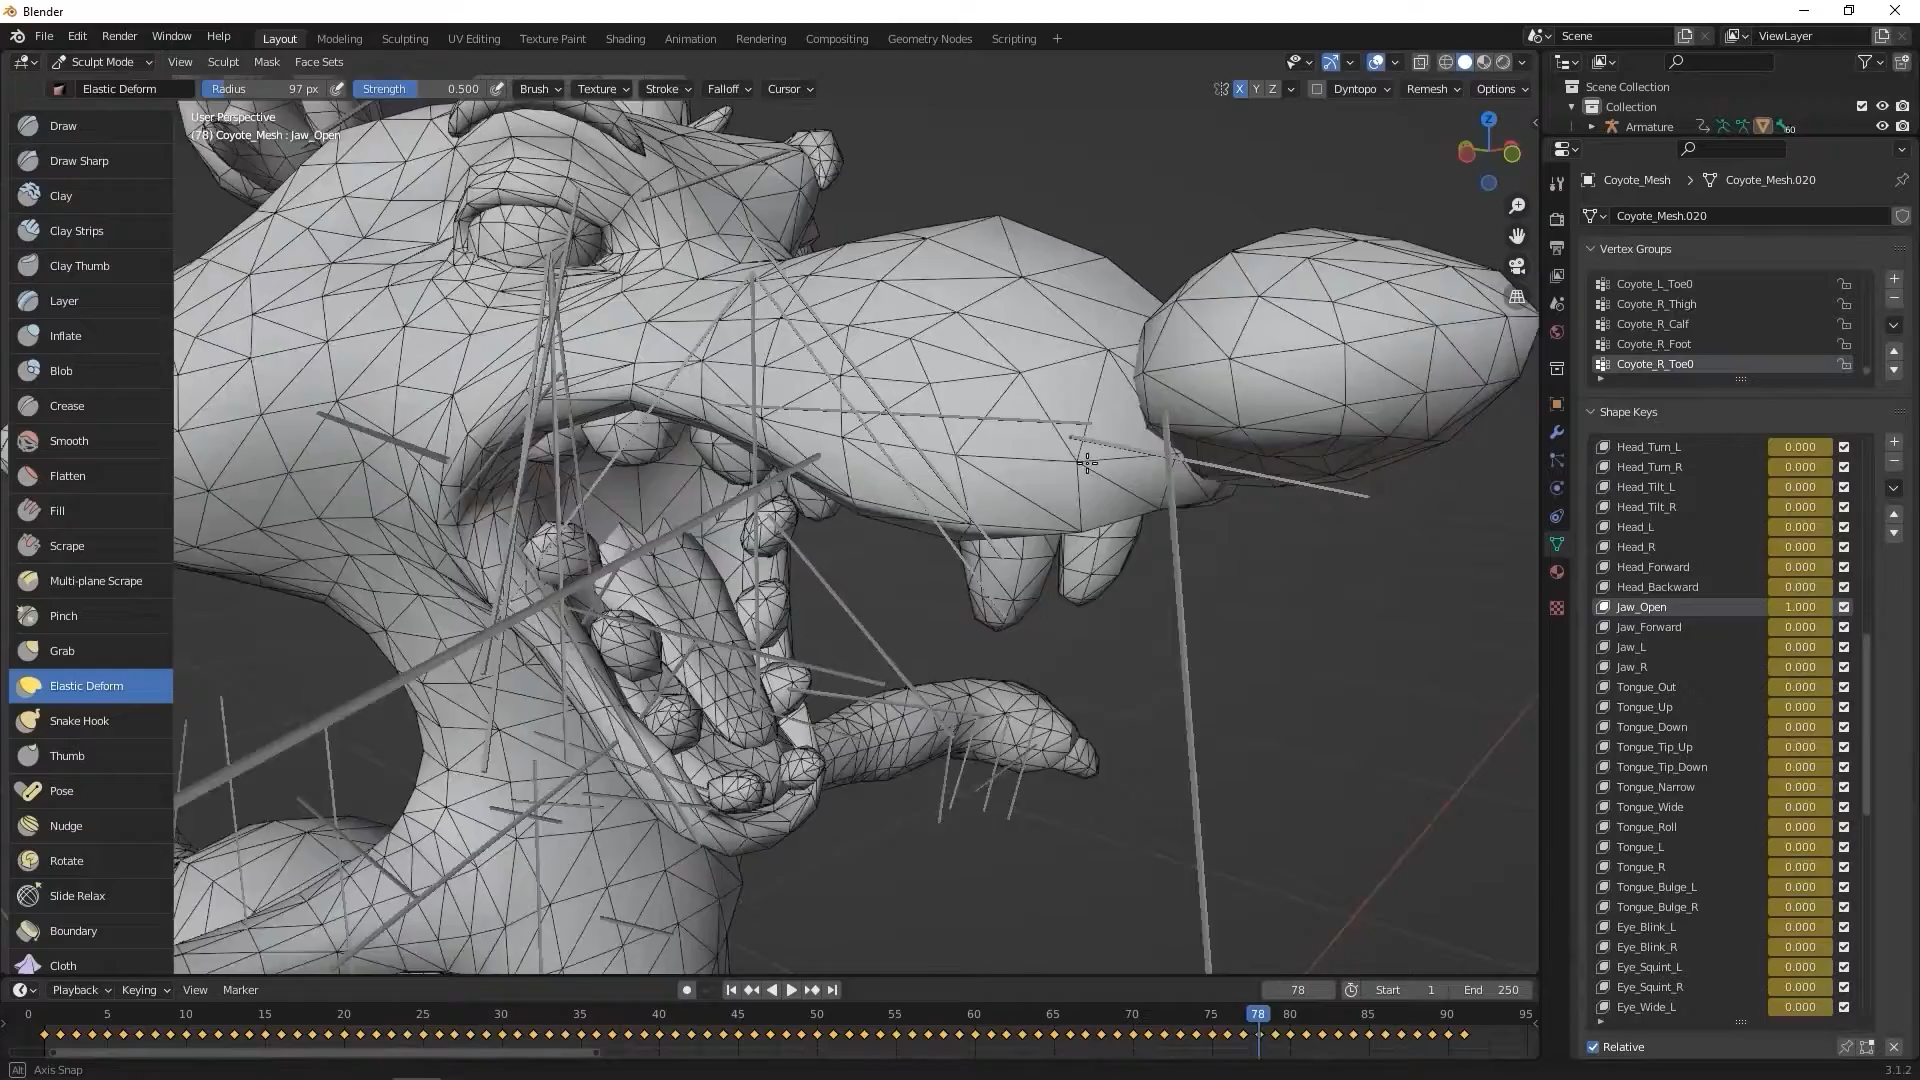 Blender
File Edit Render Window Help Layout Modeling Sculpting UV Editing Texture Paint Shading Animation Rendering Compositing Geometry Nodes Scripting + Scene ViewLayer
Sculpt Mode View Sculpt Mask Face Sets
Elastic Deform Radius 97 px Strength 0.500 Brush Texture Stroke Falloff Cursor X Y Z Dyntopo Remesh Options
User Perspective
(78) Coyote_Mesh : Jaw_Open
Z
Draw
Draw Sharp
Clay
Clay Strips
Clay Thumb
Layer
Inflate
Blob
Crease
Smooth
Flatten
Fill
Scrape
Multi-plane Scrape
Pinch
Grab
Elastic Deform
Snake Hook
Thumb
Pose
Nudge
Rotate
Slide Relax
Boundary
Cloth
Scene Collection
Collection
Armature 60
Coyote_Mesh > Coyote_Mesh.020
Coyote_Mesh.020
Vertex Groups
Coyote_L_Toe0
Coyote_R_Thigh
Coyote_R_Calf
Coyote_R_Foot
Coyote_R_Toe0
Shape Keys
Head_Turn_L 0.000
Head_Turn_R 0.000
Head_Tilt_L 0.000
Head_Tilt_R 0.000
Head_L 0.000
Head_R 0.000
Head_Forward 0.000
Head_Backward 0.000
Jaw_Open 1.000
Jaw_Forward 0.000
Jaw_L 0.000
Jaw_R 0.000
Tongue_Out 0.000
Tongue_Up 0.000
Tongue_Down 0.000
Tongue_Tip_Up 0.000
Tongue_Tip_Down 0.000
Tongue_Narrow 0.000
Tongue_Wide 0.000
Tongue_Roll 0.000
Tongue_L 0.000
Tongue_R 0.000
Tongue_Bulge_L 0.000
Tongue_Bulge_R 0.000
Eye_Blink_L 0.000
Eye_Blink_R 0.000
Eye_Squint_L 0.000
Eye_Squint_R 0.000
Eye_Wide_L 0.000
Relative
Playback Keying View Marker 78 Start 1 End 250
0 5 10 15 20 25 30 35 40 45 50 55 60 65 70 75 78 80 85 90 95
Alt Axis Snap 3.1.2